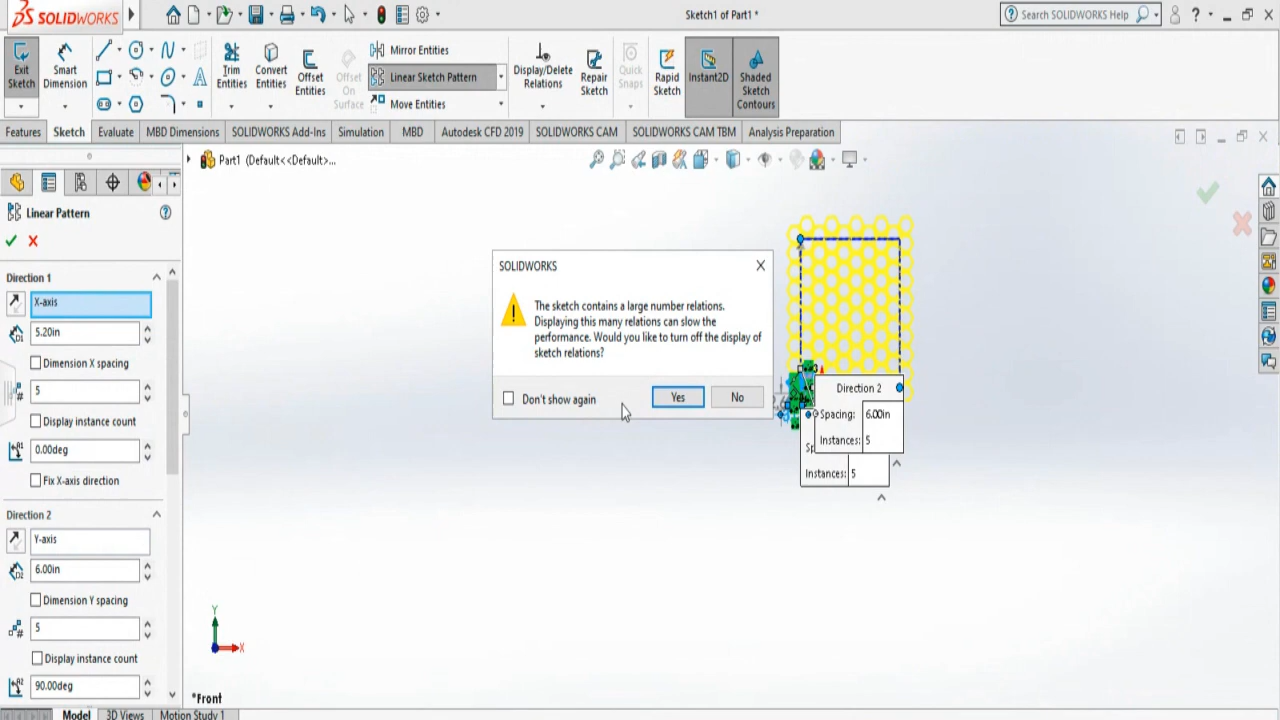 SOLIDWORKS
Sketch1 of Part1 *
Search SOLIDWORKS Help
?
Exit Sketch
Smart Dimension
Trim Entities
Convert Entities
Offset Entities
Offset On Surface
Mirror Entities
Linear Sketch Pattern
Move Entities
Display/Delete Relations
Repair Sketch
Quick Snaps
Rapid Sketch
Instant2D
Shaded Sketch Contours
Features
Sketch
Evaluate
MBD Dimensions
SOLIDWORKS Add-Ins
Simulation
MBD
Autodesk CFD 2019
SOLIDWORKS CAM
SOLIDWORKS CAM TBM
Analysis Preparation
Part1 (Default<<Default>...
Linear Pattern
Direction 1
X-axis
5.20in
Dimension X spacing
5
Display instance count
0.00deg
Fix X-axis direction
Direction 2
Y-axis
6.00in
Dimension Y spacing
5
Display instance count
90.00deg
SOLIDWORKS
The sketch contains a large number relations.
Displaying this many relations can slow the
performance. Would you like to turn off the display of
sketch relations?
Don't show again
Yes
No
Direction 2
Spacing: 6.00in
Instances: 5
Sp
Instances: 5
Y
X
*Front
Model
3D Views
Motion Study 1